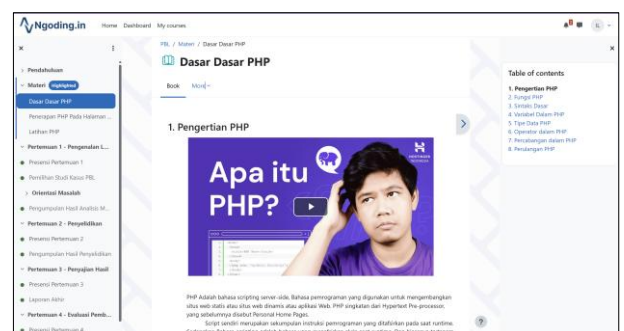 Ngoding.in
Home Dashboard My courses
IL
Pendahuluan
Materi Highlighted
Dasar Dasar PHP
Penerapan PHP Pada Halaman ...
Latihan PHP
Pertemuan 1 - Pengenalan L...
Presensi Pertemuan 1
Pemilihan Studi Kasus PBL
Orientasi Masalah
Pengumpulan Hasil Analisis M...
Pertemuan 2 - Penyelidikan
Presensi Pertemuan 2
Pengumpulan Hasil Penyelidikan
Pertemuan 3 - Penyajian Hasil
Presensi Pertemuan 3
Laporan Akhir
Pertemuan 4 - Evaluasi Pemb...
Presensi Pertemuan 4
PBL / Materi / Dasar Dasar PHP
Dasar Dasar PHP
Book More
1. Pengertian PHP
HOSTINGER
INDONESIA
Apa itu
PHP?
PHP Adalah bahasa scripting server-side. Bahasa pemrograman yang digunakan untuk mengembangkan
situs web statis atau situs web dinamis atau aplikasi Web. PHP singkatan dari Hypertext Pre-processor,
yang sebelumnya disebut Personal Home Pages.
Script sendiri merupakan sekumpulan instruksi pemrograman yang ditafsirkan pada saat runtime.
Table of contents
1. Pengertian PHP
2. Fungsi PHP
3. Sintaks Dasar
4. Variabel Dalam PHP
5. Tipe Data PHP
6. Operator dalam PHP
7. Percabangan dalam PHP
8. Perulangan PHP
?